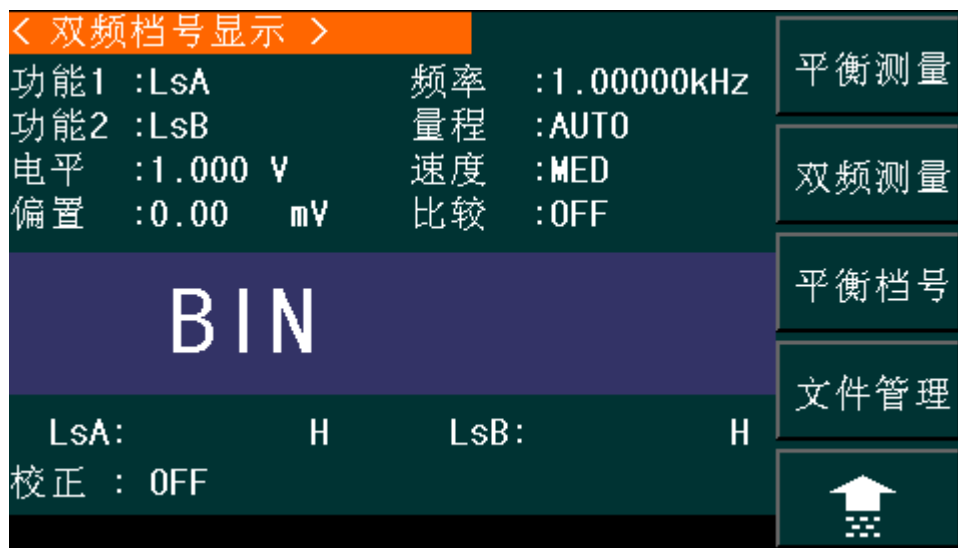 < 双频档号显示 >
功能1 :LsA 频率 :1.00000kHz
功能2 :LsB 量程 :AUTO
电平 :1.000 V 速度 :MED
偏置 :0.00 mV 比较 :OFF
BIN
LsA: H LsB: H
校正 : OFF
平衡测量
双频测量
平衡档号
文件管理